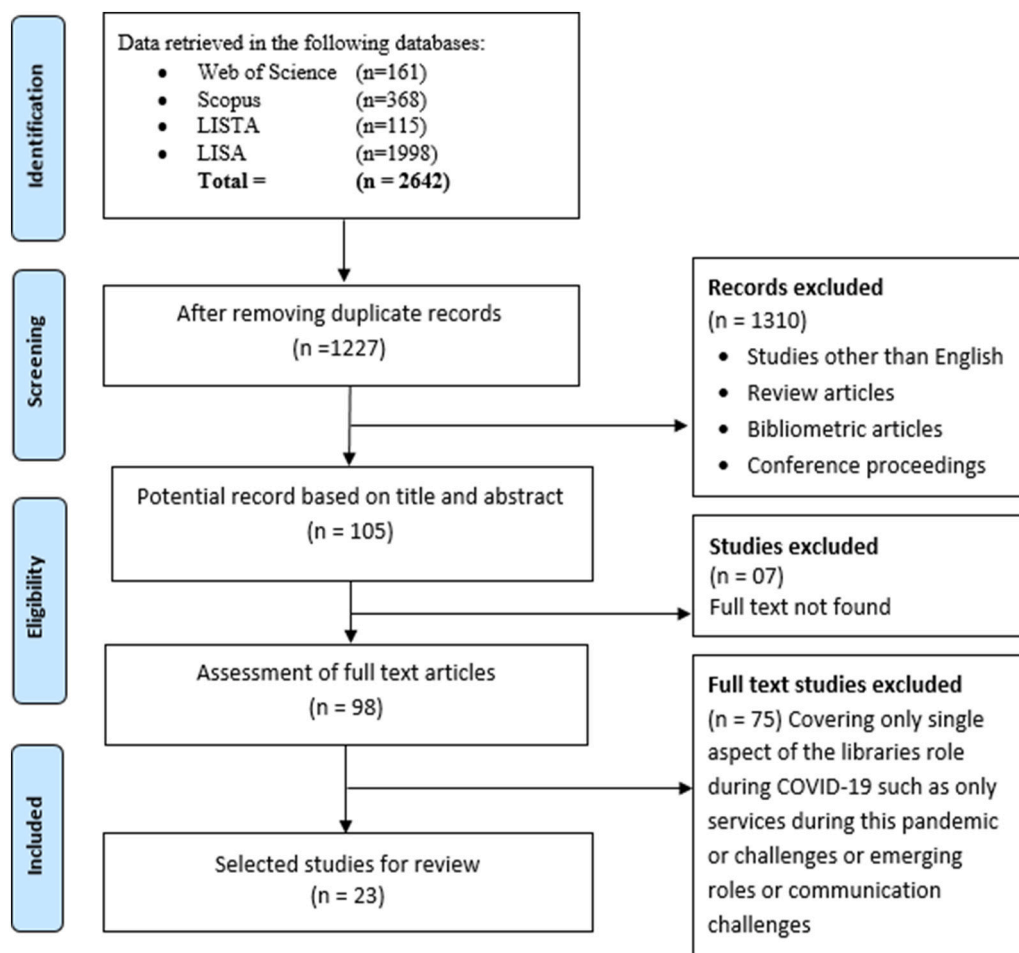 Identification
Data retrieved in the following databases:
• Web of Science (n=161)
• Scopus (n=368)
• LISTA (n=115)
• LISA (n=1998)
Total = (n = 2642)
Screening
After removing duplicate records
(n =1227)
Records excluded
(n = 1310)
• Studies other than English
• Review articles
• Bibliometric articles
• Conference proceedings
Eligibility
Potential record based on title and abstract
(n = 105)
Studies excluded
(n = 07)
Full text not found
Assessment of full text articles
(n = 98)
Full text studies excluded
(n = 75) Covering only single
aspect of the libraries role
during COVID-19 such as only
services during this pandemic
or challenges or emerging
roles or communication
challenges
Included
Selected studies for review
(n = 23)